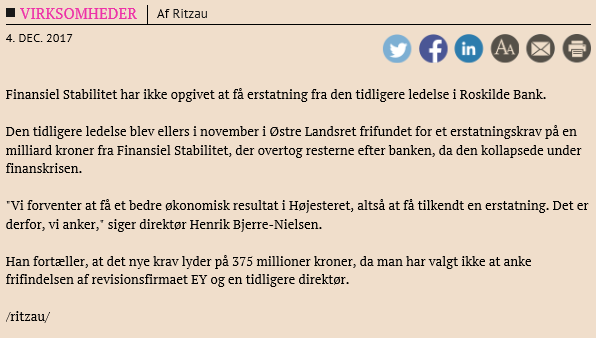 VIRKSOMHEDER Af Ritzau
4. DEC. 2017
AA
Finansiel Stabilitet har ikke opgivet at få erstatning fra den tidligere ledelse i Roskilde Bank.
Den tidligere ledelse blev ellers i november i Østre Landsret frifundet for et erstatningskrav på en
milliard kroner fra Finansiel Stabilitet, der overtog resterne efter banken, da den kollapsede under
finanskrisen.
"Vi forventer at få et bedre økonomisk resultat i Højesteret, altså at få tilkendt en erstatning. Det er
derfor, vi anker," siger direktør Henrik Bjerre-Nielsen.
Han fortæller, at det nye krav lyder på 375 millioner kroner, da man har valgt ikke at anke
frifindelsen af revisionsfirmaet EY og en tidligere direktør.
/ritzau/